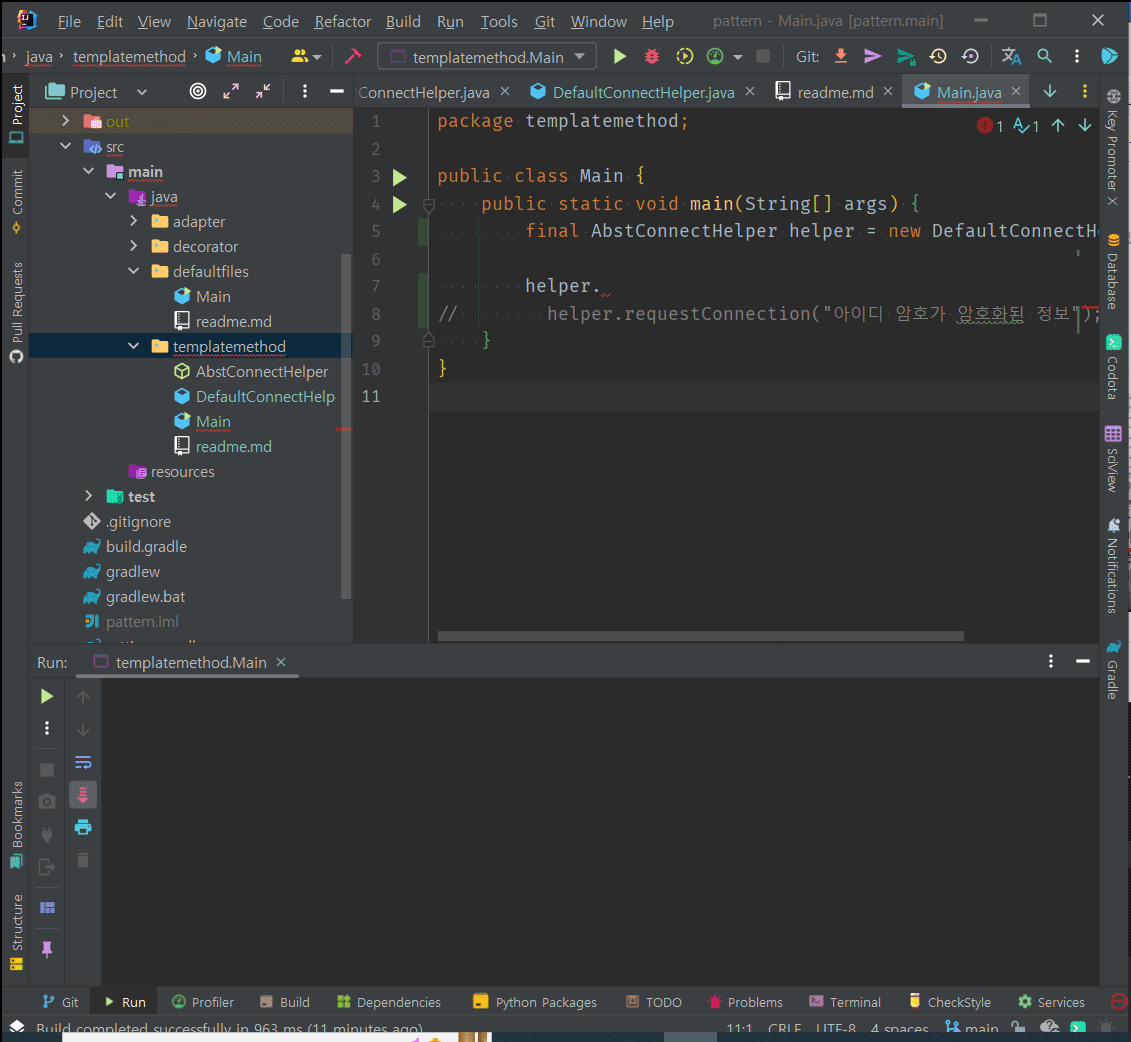 File Edit View Navigate Code Refactor Build Run Tools Git Window Help pattern - Main.java [pattern.main]
java templatemethod Main templatemethod.Main Git:
Project
ConnectHelper.java DefaultConnectHelper.java readme.md Main.java
Project
Commit
Pull Requests
Bookmarks
Structure
out
src
main
java
adapter
decorator
defaultfiles
Main
readme.md
templatemethod
AbstConnectHelper
DefaultConnectHelp
Main
readme.md
resources
test
.gitignore
build.gradle
gradlew
gradlew.bat
pattern.iml
1 package templatemethod;
1 1
2
3 public class Main {
4 public static void main(String[] args) {
5 final AbstConnectHelper helper = new DefaultConnectHe
6
7 helper.
8 // helper.requestConnection("아이디 암호가 암호화된 정보");
9 }
10 }
11
Key Promoter X
Database
Codota
SciView
Notifications
Gradle
Run: templatemethod.Main
Git Run Profiler Build Dependencies Python Packages TODO Problems Terminal CheckStyle Services
Build completed successfully in 963 ms (11 minutes ago) 11:1 CRLF UTF-8 4 spaces main